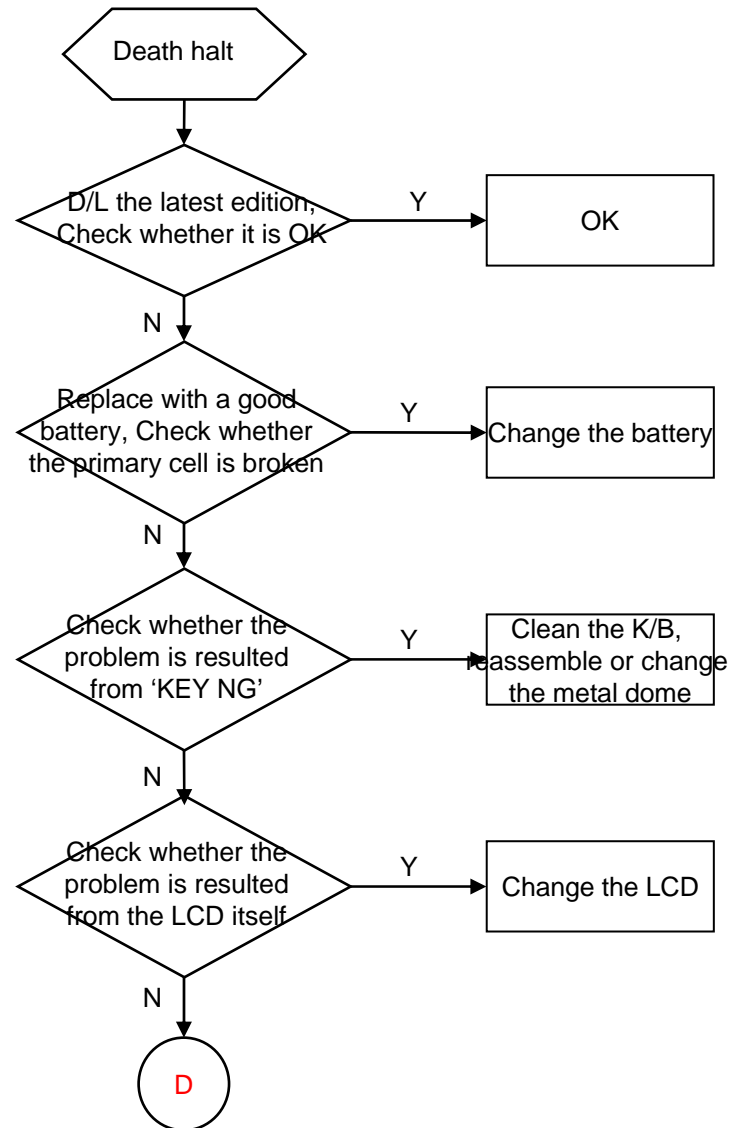 Death halt
D/L the latest edition,
Check whether it is OK
Y
OK
N
Replace with a good
battery, Check whether
the primary cell is broken
Y
Change the battery
N
Check whether the
problem is resulted
from ‘KEY NG’
Y
Clean the K/B,
reassemble or change
the metal dome
N
Check whether the
problem is resulted
from the LCD itself
Y
Change the LCD
N
D